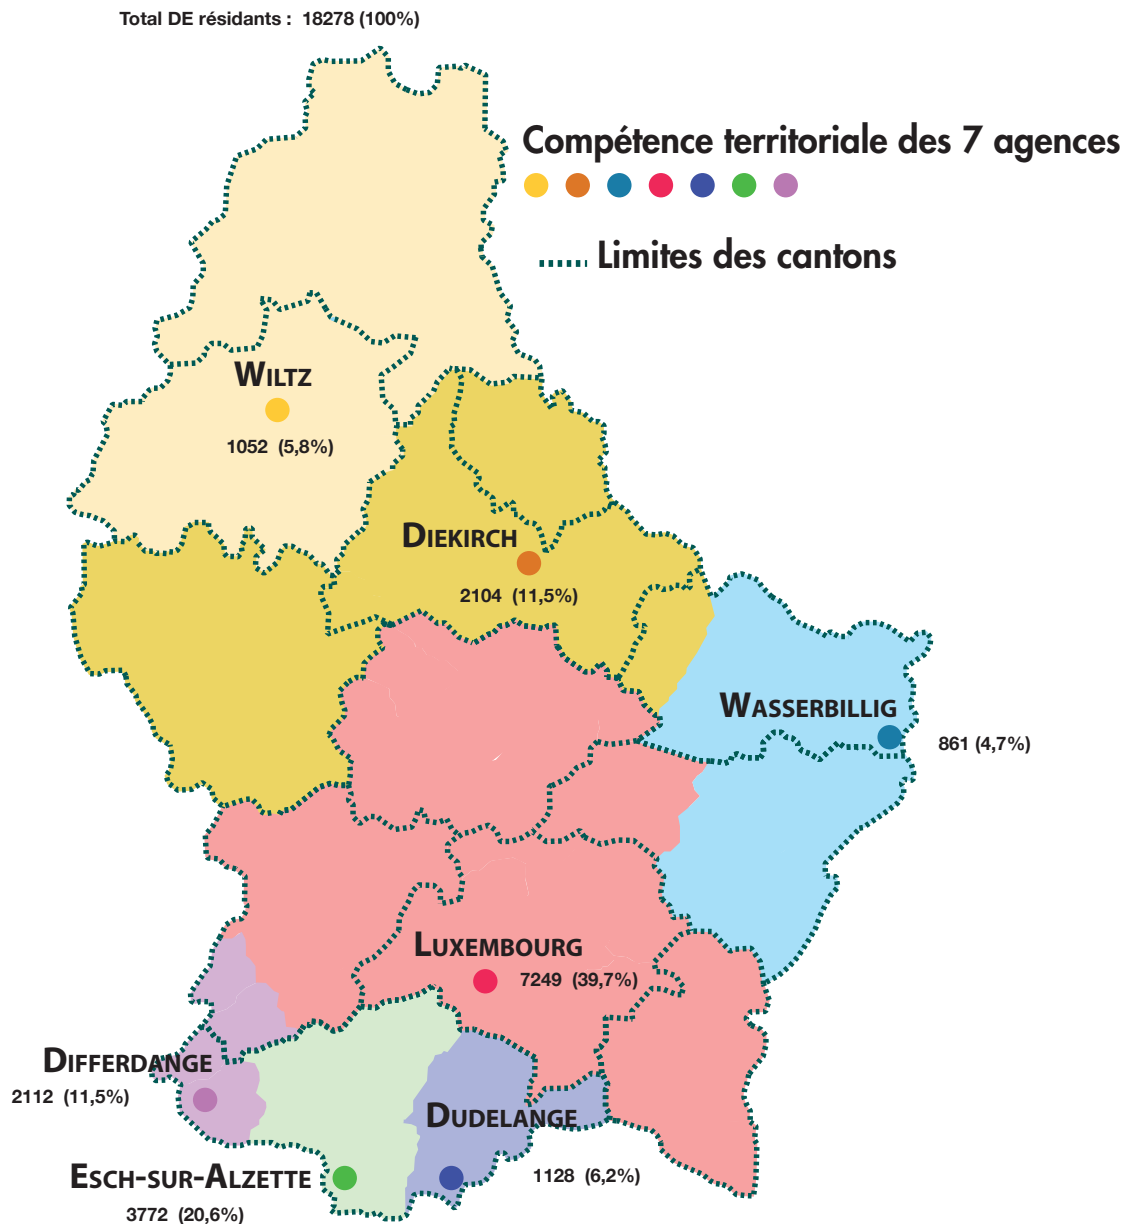 Total DE résidants : 18278 (100%)
Compétence territoriale des 7 agences
Limites des cantons
WILTZ
1052 (5,8%)
DIEKIRCH
2104 (11,5%)
WASSERBILLIG
861 (4,7%)
LUXEMBOURG
7249 (39,7%)
DIFFERDANGE
2112 (11,5%)
DUDELANGE
1128 (6,2%)
ESCH-SUR-ALZETTE
3772 (20,6%)